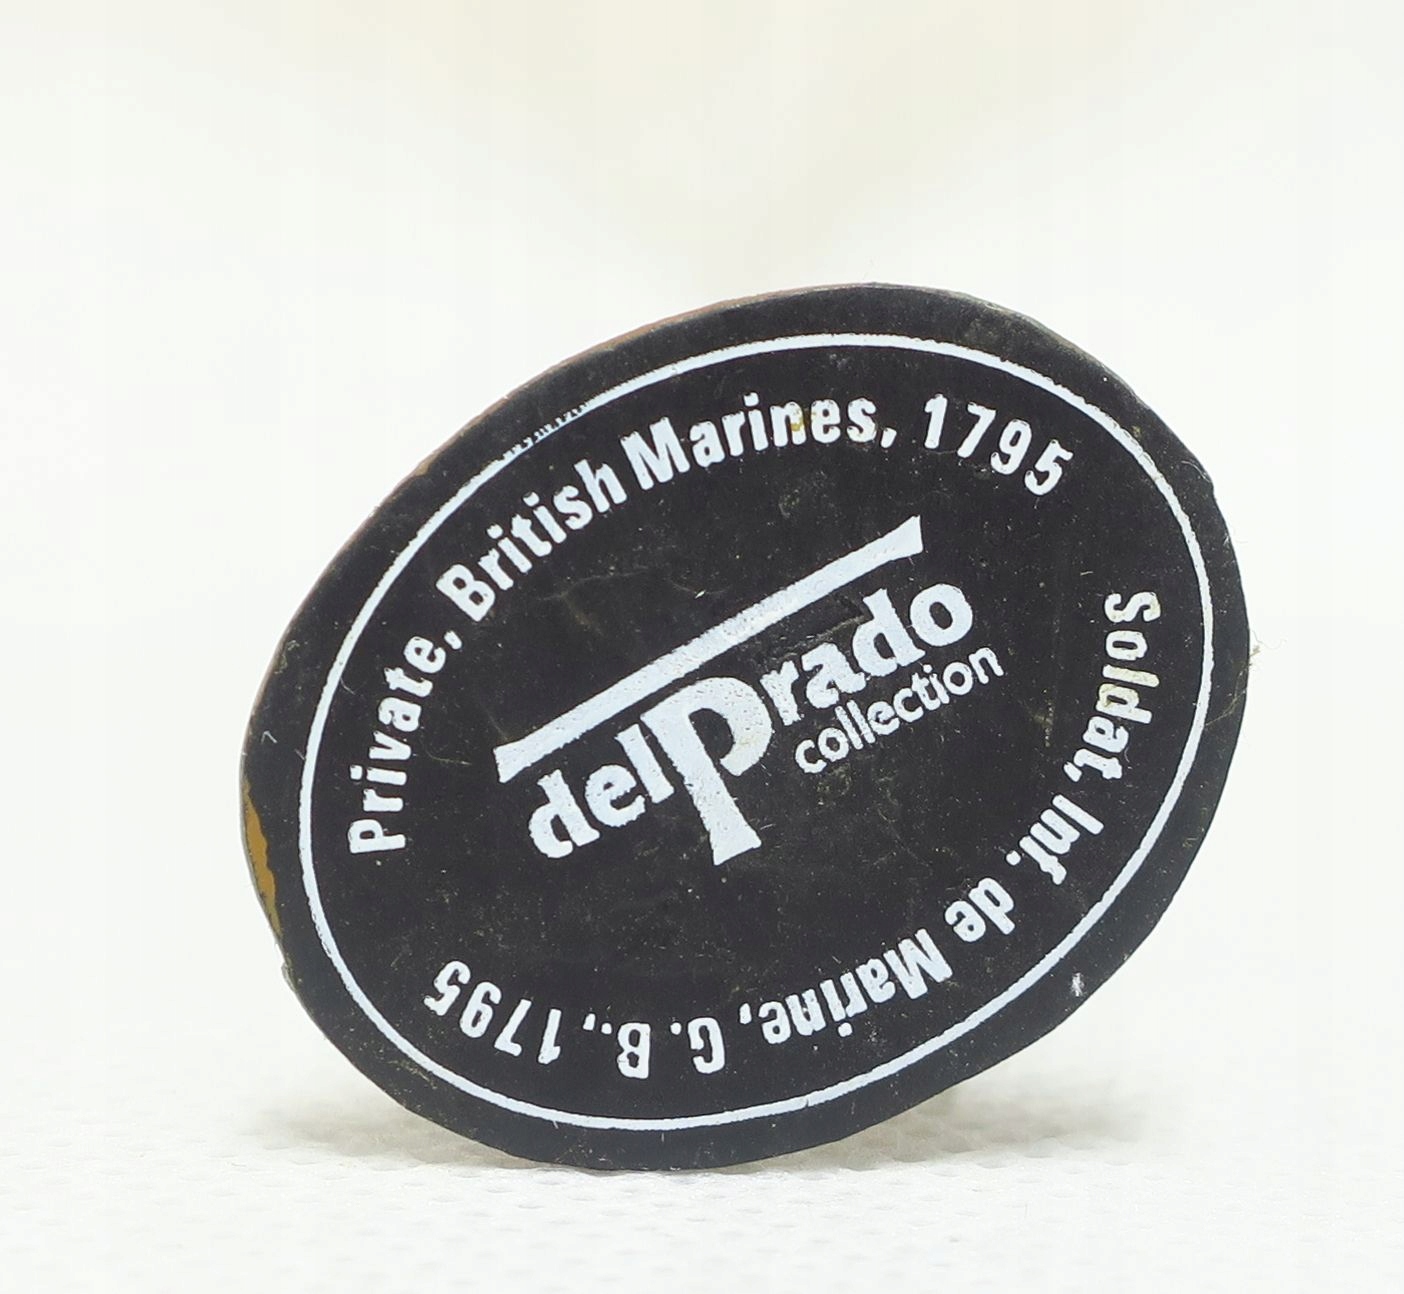 Private, British Marines, 1795
delPrado
collection
Soldat, Inf. de Marine, G. B., 1795